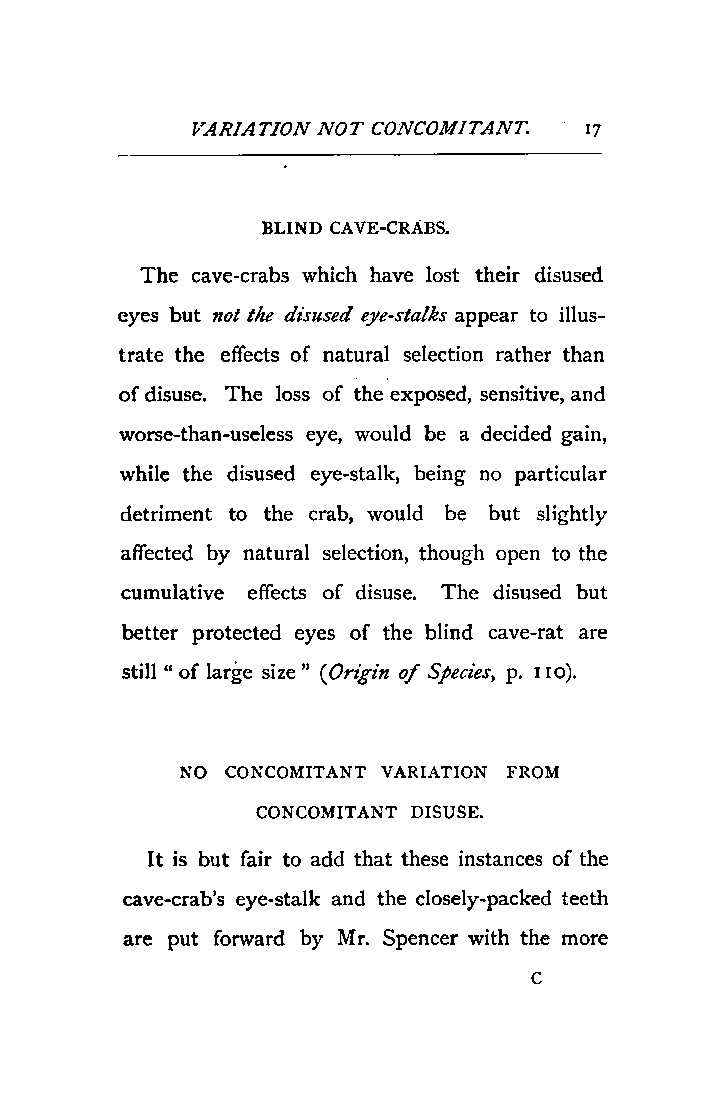 VARIATION NOT CONCOMITANT. 17
BLIND CAVE-CRABS.
The cave-crabs which have lost their disused
eyes but not the disused eye-stalks appear to illus-
trate the effects of natural selection rather than
of disuse. The loss of the exposed, sensitive, and
worse-than-useless eye, would be a decided gain,
while the disused eye-stalk, being no particular
detriment to the crab, would be but slightly
affected by natural selection, though open to the
cumulative effects of disuse. The disused but
better protected eyes of the blind cave-rat are
still “ of large size ” (Origin of Species, p. 110).
NO CONCOMITANT VARIATION FROM
CONCOMITANT DISUSE.
It is but fair to add that these instances of the
cave-crab’s eye-stalk and the closely-packed teeth
are put forward by Mr. Spencer with the more
C